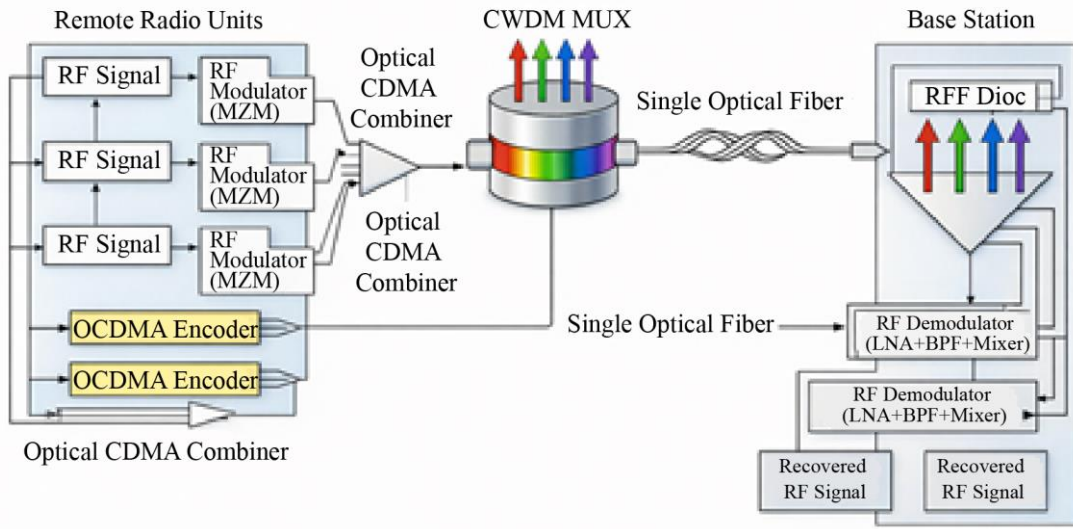 Remote Radio Units
RF Signal
RF
Modulator
(MZM)
RF Signal
RF
Modulator
(MZM)
RF Signal
RF
Modulator
(MZM)
OCDMA Encoder
OCDMA Encoder
Optical CDMA Combiner
Optical
CDMA
Combiner
Optical
CDMA
Combiner
CWDM MUX
Single Optical Fiber
Single Optical Fiber
Base Station
RFF Dioc
RF Demodulator
(LNA+BPF+Mixer)
RF Demodulator
(LNA+BPF+Mixer)
Recovered
RF Signal
Recovered
RF Signal